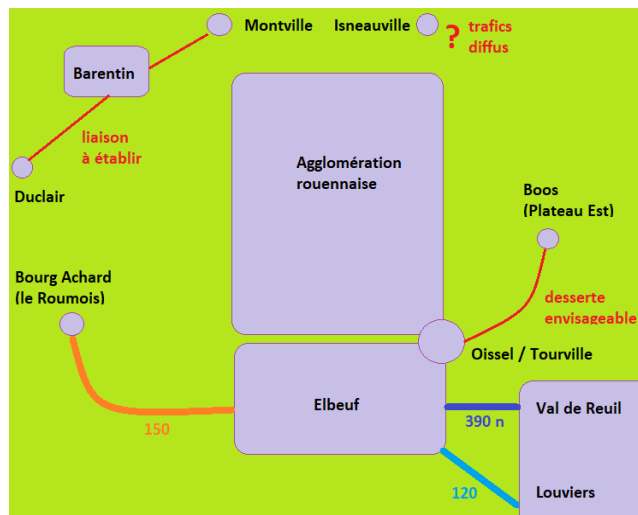 Montville
Isneauville
? trafics
diffus
Barentin
liaison
à établir
Duclair
Agglomération
rouennaise
Boos
(Plateau Est)
Bourg Achard
(le Roumois)
desserte
envisageable
Oissel / Tourville
Elbeuf
150
390 n
Val de Reuil
120
Louviers